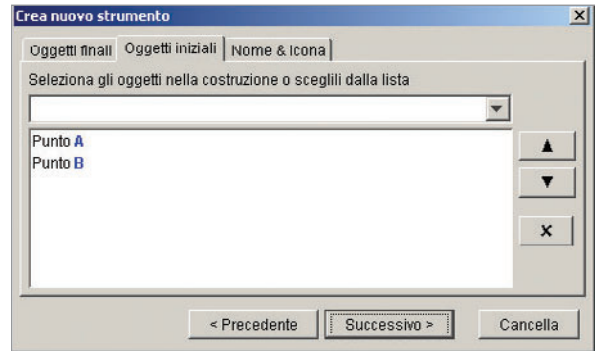 Crea nuovo strumento
Oggetti finali Oggetti iniziali Nome & Icona
Seleziona gli oggetti nella costruzione o sceglili dalla lista
Punto A
Punto B
< Precedente Successivo > Cancella